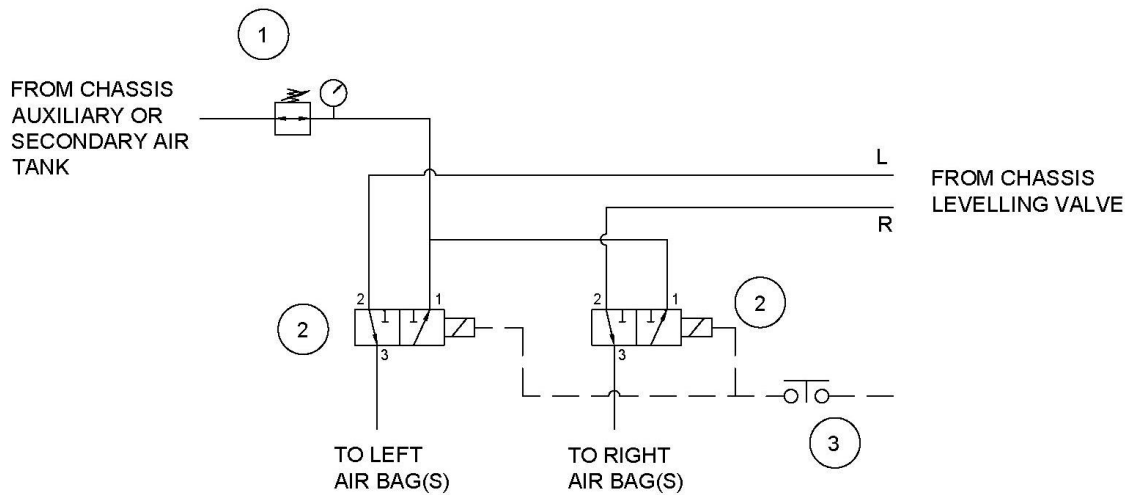 1
FROM CHASSIS
AUXILIARY OR
SECONDARY AIR
TANK
L
FROM CHASSIS
LEVELLING VALVE
R
2
1
2
3
2
1
2
3
3
TO LEFT
AIR BAG(S)
TO RIGHT
AIR BAG(S)